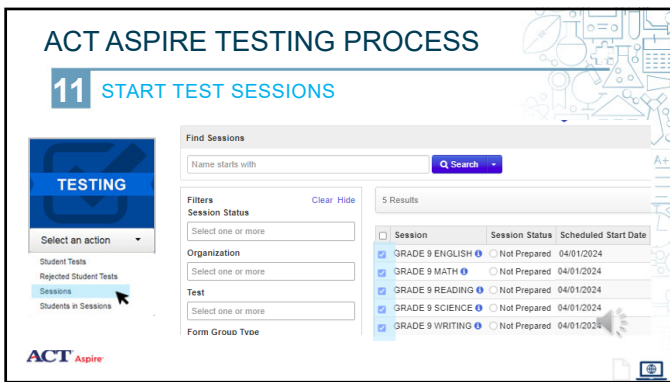 ACT ASPIRE TESTING PROCESS
11 START TEST SESSIONS
TESTING
Select an action
Student Tests
Rejected Student Tests
Sessions
Students in Sessions
Find Sessions
Name starts with
Search
Filters Clear Hide
Session Status
Select one or more
Organization
Select one or more
Test
Select one or more
Form Group Type
5 Results
Session Session Status Scheduled Start Date
GRADE 9 ENGLISH Not Prepared 04/01/2024
GRADE 9 MATH Not Prepared 04/01/2024
GRADE 9 READING Not Prepared 04/01/2024
GRADE 9 SCIENCE Not Prepared 04/01/2024
GRADE 9 WRITING Not Prepared 04/01/2024
A+
ACT Aspire